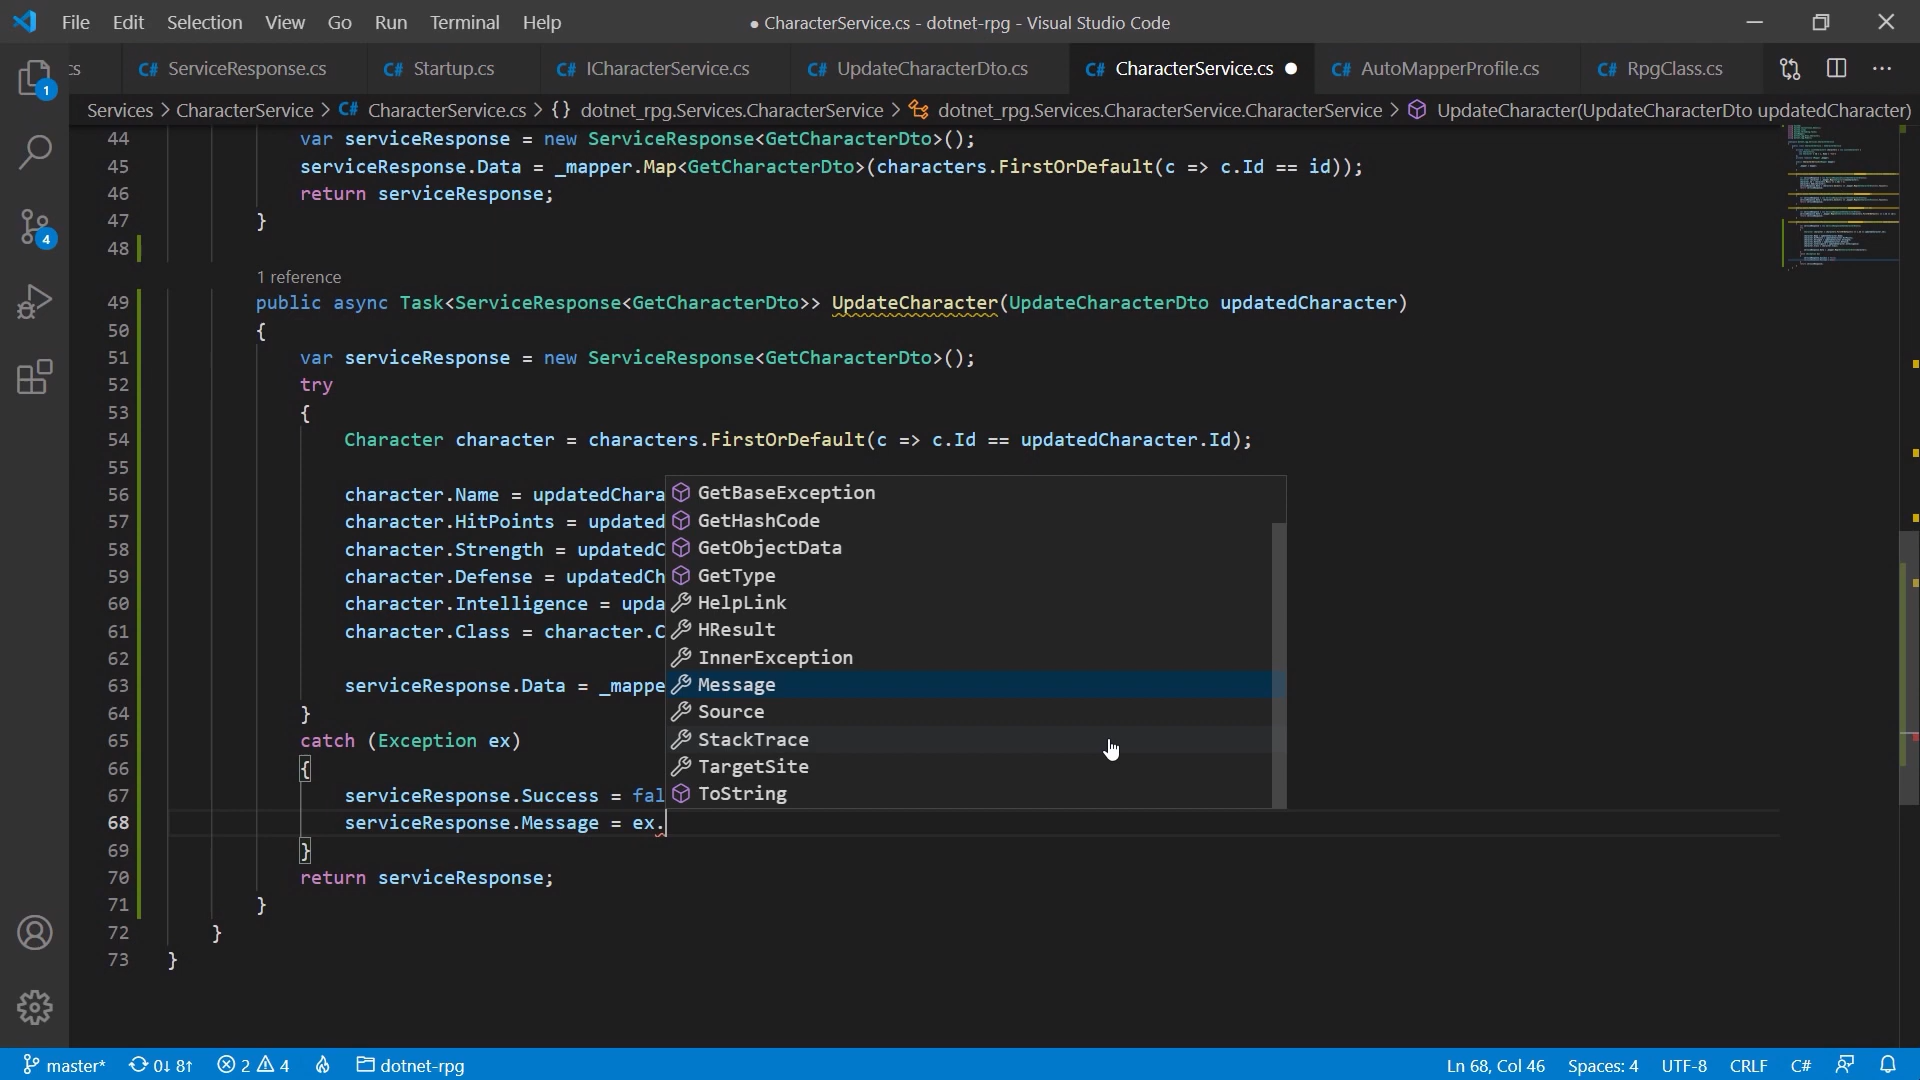 File Edit Selection View Go Run Terminal Help
● CharacterService.cs - dotnet-rpg - Visual Studio Code
cs
C# ServiceResponse.cs
C# Startup.cs
C# ICharacterService.cs
C# UpdateCharacterDto.cs
C# CharacterService.cs ●
C# AutoMapperProfile.cs
C# RpgClass.cs
Services > CharacterService > C# CharacterService.cs > {} dotnet_rpg.Services.CharacterService > dotnet_rpg.Services.CharacterService.CharacterService > UpdateCharacter(UpdateCharacterDto updatedCharacter)
1
4
44 var serviceResponse = new ServiceResponse<GetCharacterDto>();
45 serviceResponse.Data = _mapper.Map<GetCharacterDto>(characters.FirstOrDefault(c => c.Id == id));
46 return serviceResponse;
47 }
48
1 reference
49 public async Task<ServiceResponse<GetCharacterDto>> UpdateCharacter(UpdateCharacterDto updatedCharacter)
50 {
51 var serviceResponse = new ServiceResponse<GetCharacterDto>();
52 try
53 {
54 Character character = characters.FirstOrDefault(c => c.Id == updatedCharacter.Id);
55
56 character.Name = updatedChara
57 character.HitPoints = updated
58 character.Strength = updatedC
59 character.Defense = updatedCh
60 character.Intelligence = upda
61 character.Class = character.C
62
63 serviceResponse.Data = _mappe
64 }
65 catch (Exception ex)
66 {
67 serviceResponse.Success = fal
68 serviceResponse.Message = ex.
69 }
70 return serviceResponse;
71 }
72 }
73 }
GetBaseException
GetHashCode
GetObjectData
GetType
HelpLink
HResult
InnerException
Message
Source
StackTrace
TargetSite
ToString
master* 0↓ 8↑ 2 4 dotnet-rpg
Ln 68, Col 46 Spaces: 4 UTF-8 CRLF C#